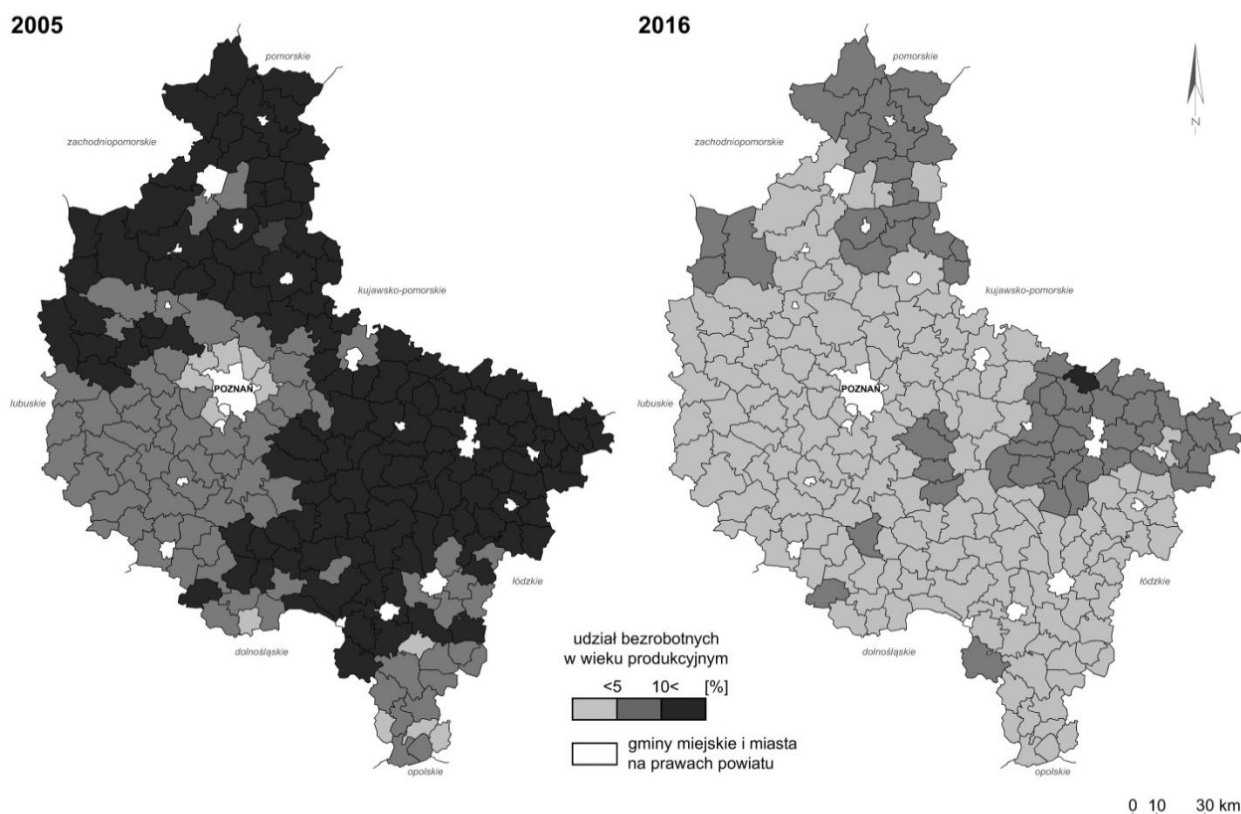 2005
2016
pomorskie
zachodniopomorskie
kujawsko-pomorskie
lubuskie
POZNAŃ
łódzkie
dolnośląskie
opolskie
pomorskie
N
zachodniopomorskie
kujawsko-pomorskie
lubuskie
POZNAŃ
łódzkie
dolnośląskie
opolskie
udział bezrobotnych
w wieku produkcyjnym
<5 10< [%]
gminy miejskie i miasta
na prawach powiatu
0 10 30 km